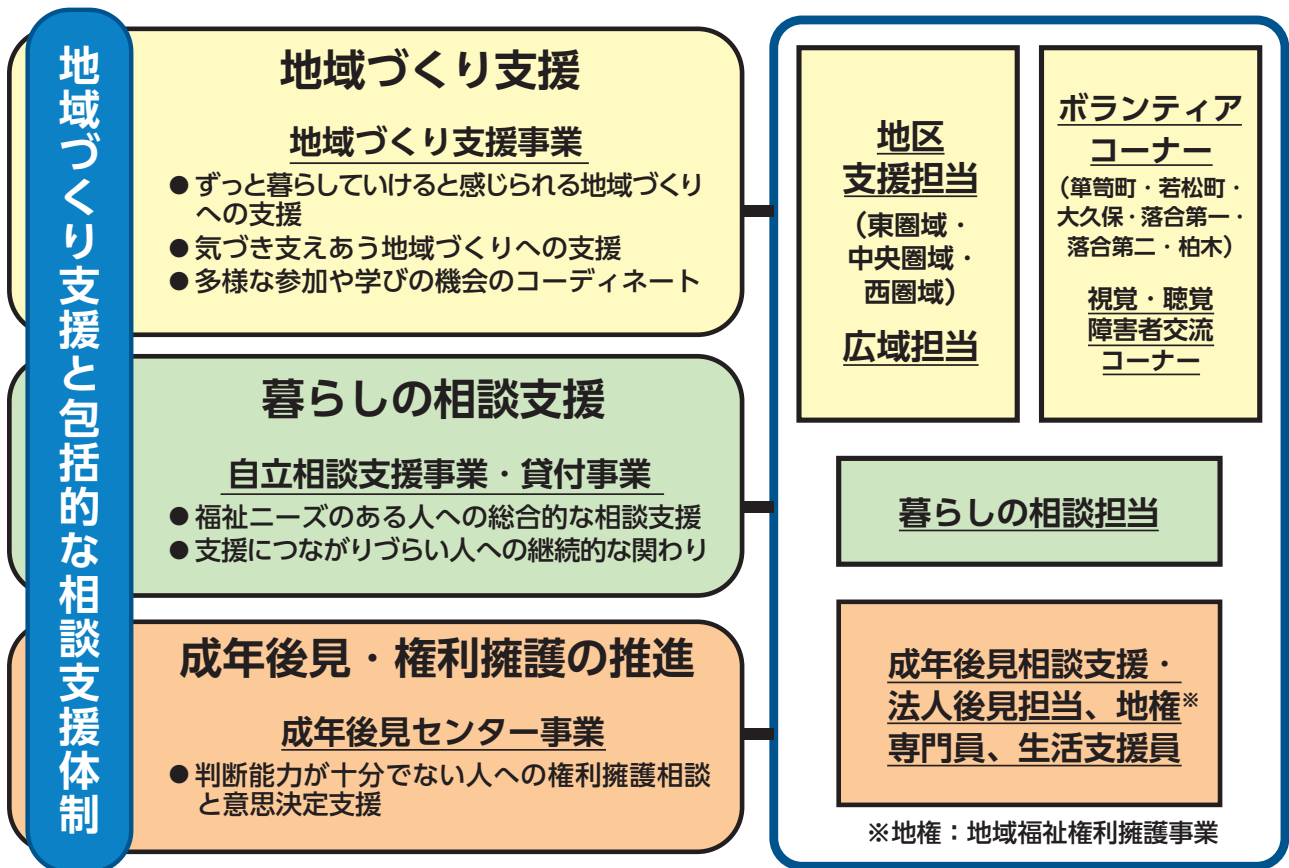 地域づくり支援と包括的な相談支援体制
地域づくり支援
地域づくり支援事業
●ずっと暮らしていけると感じられる地域づくり
への支援
●気づき支えあう地域づくりへの支援
●多様な参加や学びの機会のコーディネート
暮らしの相談支援
自立相談支援事業・貸付事業
●福祉ニーズのある人への総合的な相談支援
●支援につながりづらい人への継続的な関わり
成年後見・権利擁護の推進
成年後見センター事業
●判断能力が十分でない人への権利擁護相談
と意思決定支援
地区
支援担当
（東圏域・
中央圏域・
西圏域）
広域担当
ボランティア
コーナー
（箪笥町・若松町・
大久保・落合第一・
落合第二・柏木）
視覚・聴覚
障害者交流
コーナー
暮らしの相談担当
成年後見相談支援・
法人後見担当、地権※
専門員、生活支援員
※地権：地域福祉権利擁護事業